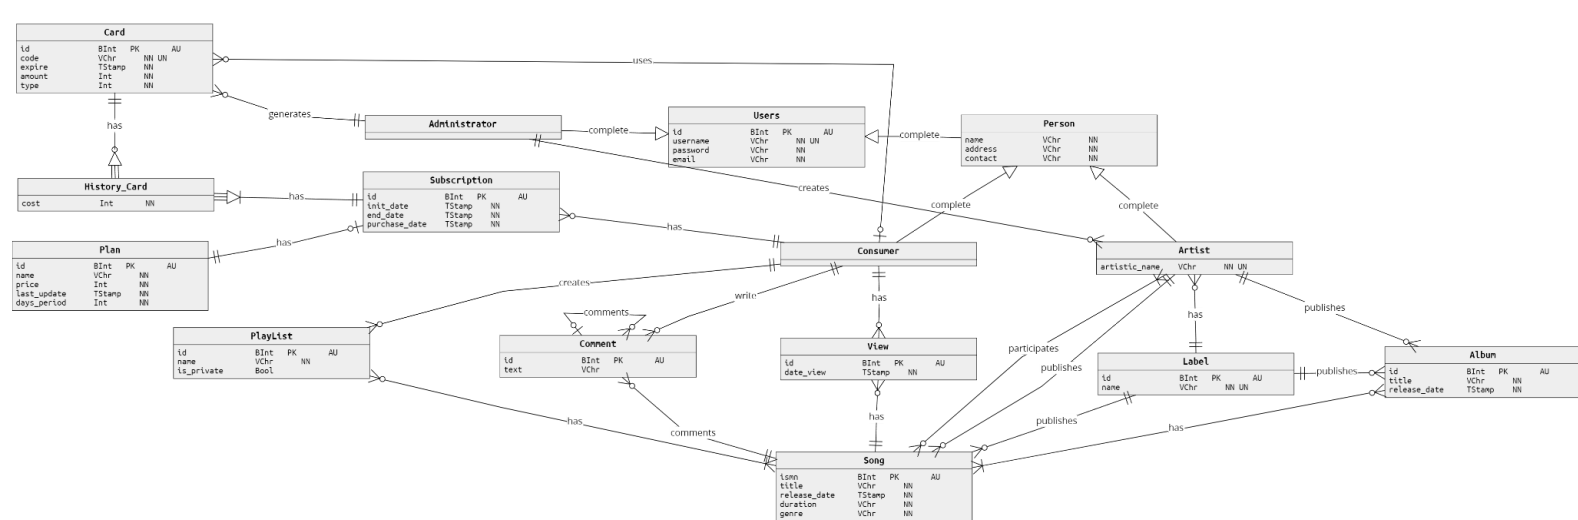 Card
id BInt PK AU
code VChr NN UN
expire TStamp NN
amount Int NN
type Int NN
uses
generates
has
Administrator
complete
Users
id BInt PK AU
username VChr NN UN
password VChr NN
email VChr NN
complete
Person
name VChr NN
address VChr NN
contact VChr NN
History_Card
cost Int NN
has
Subscription
id BInt PK AU
init_date TStamp NN
end_date TStamp NN
purchase_date TStamp NN
creates
complete
complete
has
has
Plan
id BInt PK AU
name VChr NN
price Int NN
last_update TStamp NN
days_period Int NN
Consumer
Artist
artistic_name VChr NN UN
creates
write
has
has
publishes
comments
PlayList
id BInt PK AU
name VChr NN
is_private Bool
Comment
id BInt PK AU
text VChr
View
id BInt PK AU
date_view TStamp NN
participates
publishes
Label
id BInt PK AU
name VChr NN UN
publishes
Album
id BInt PK AU
title VChr NN
release_date TStamp NN
has
comments
has
publishes
has
Song
ismn BInt PK AU
title VChr NN
release_date TStamp NN
duration VChr NN
genre VChr NN